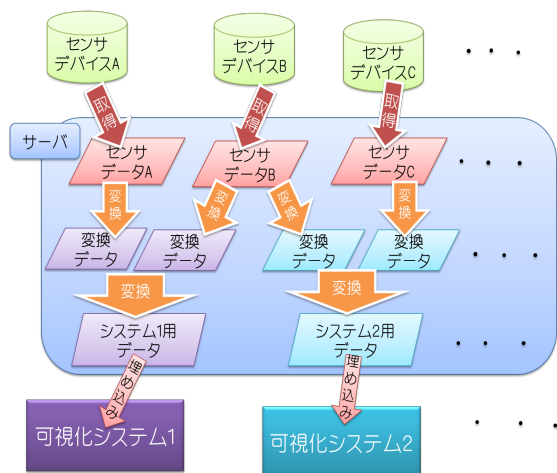 センサ
デバイスA
センサ
デバイスB
センサ
デバイスC
・・・
取得
取得
取得
サーバ
センサ
データA
センサ
データB
センサ
データC
・・・
変換
変換
変換
変換
変換
データ
変換
データ
変換
データ
変換
データ
・・・
変換
変換
システム1用
データ
システム2用
データ
・・・
埋め込み
埋め込み
可視化システム1
可視化システム2
・・・